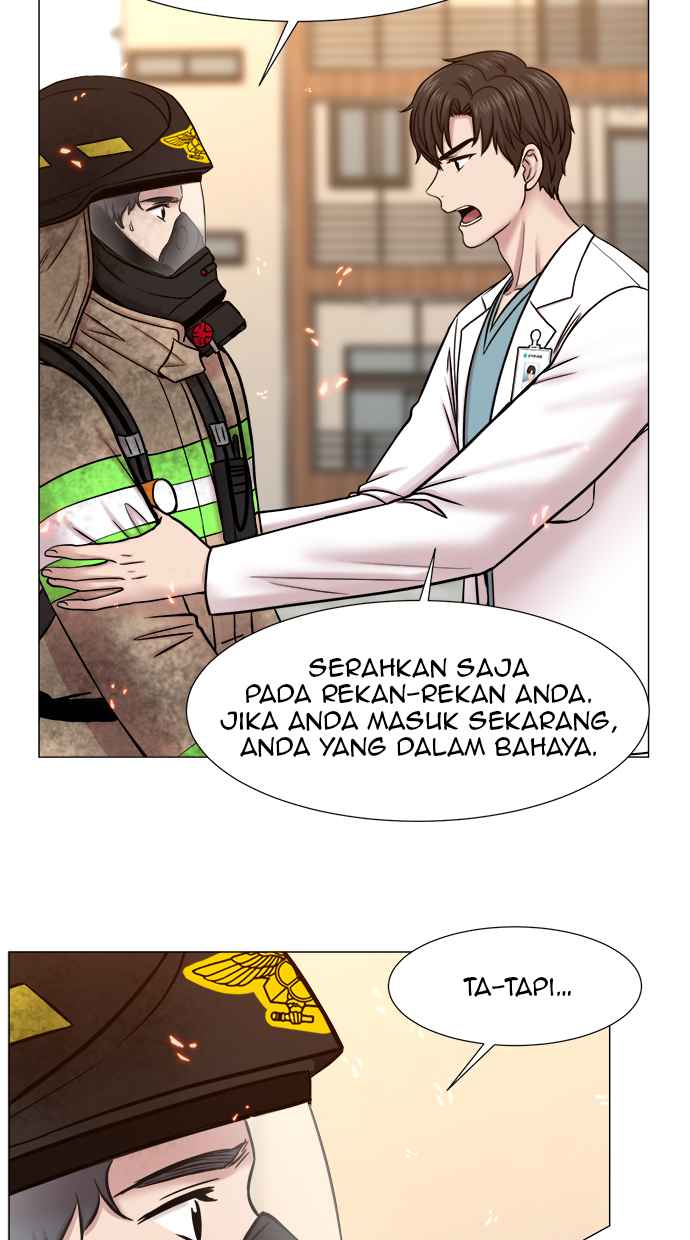 SERAHKAN SAJA
PADA REKAN-REKAN ANDA.
JIKA ANDA MASUK SEKARANG,
ANDA YANG DALAM BAHAYA.
TA-TAPI...